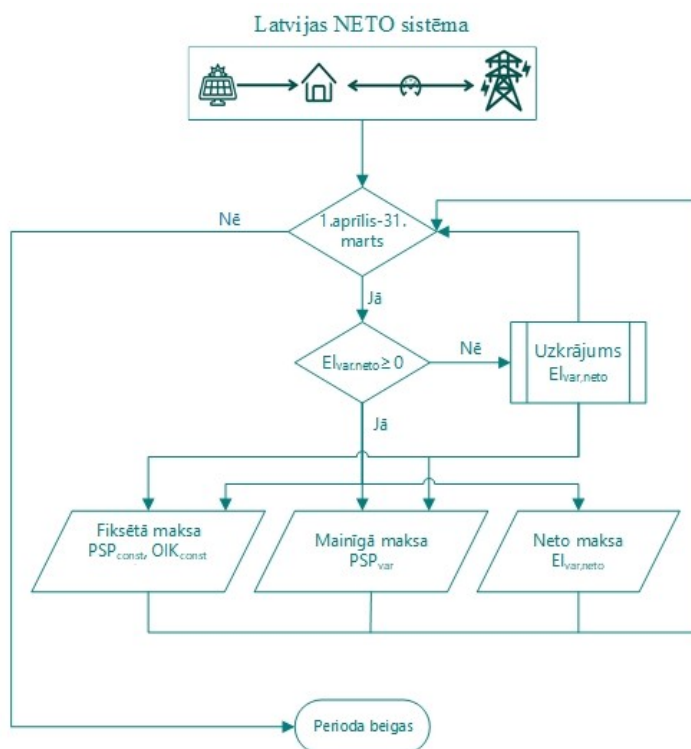 Latvijas NETO sistēma
Nē
1.aprīlis-31.
marts
Jā
El var.neto ≥ 0
Nē
Uzkrājums
El var,neto
Jā
Fiksētā maksa
PSP const, OIK const
Mainīgā maksa
PSP var
Neto maksa
El var,neto
Perioda beigas